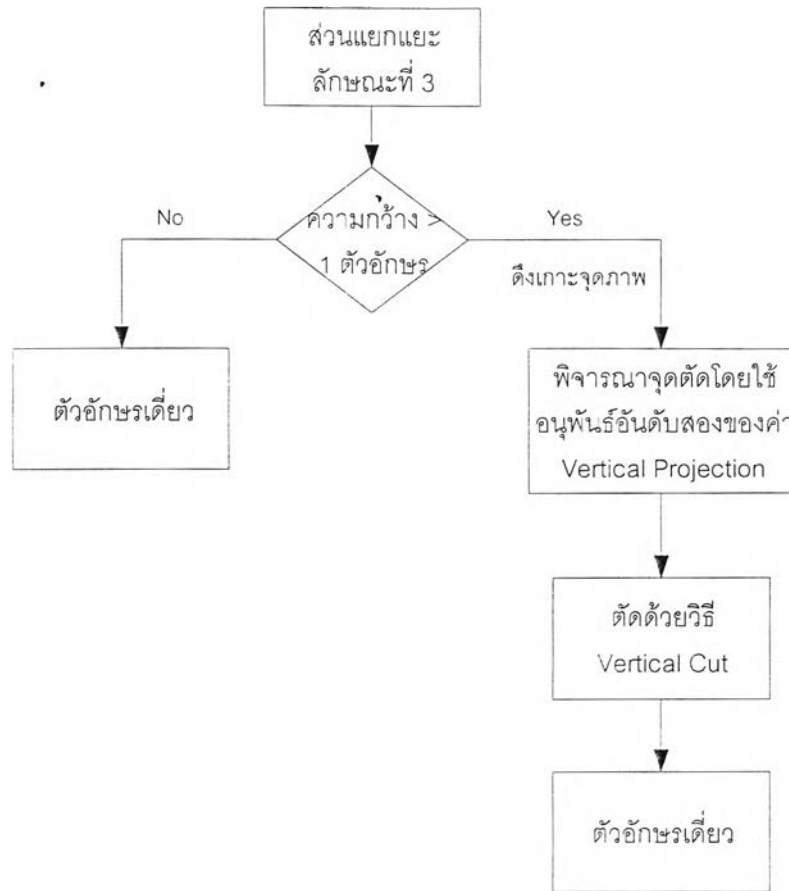 ส่วนแยกแยะ
ลักษณะที่ 3
ความกว้าง >
1 ตัวอักษร
No
Yes
ดึงเกาะจุดภาพ
ตัวอักษรเดี่ยว
พิจารณาจุดตัดโดยใช้
อนุพันธ์อันดับสองของค่า
Vertical Projection
ตัดด้วยวิธี
Vertical Cut
ตัวอักษรเดี่ยว